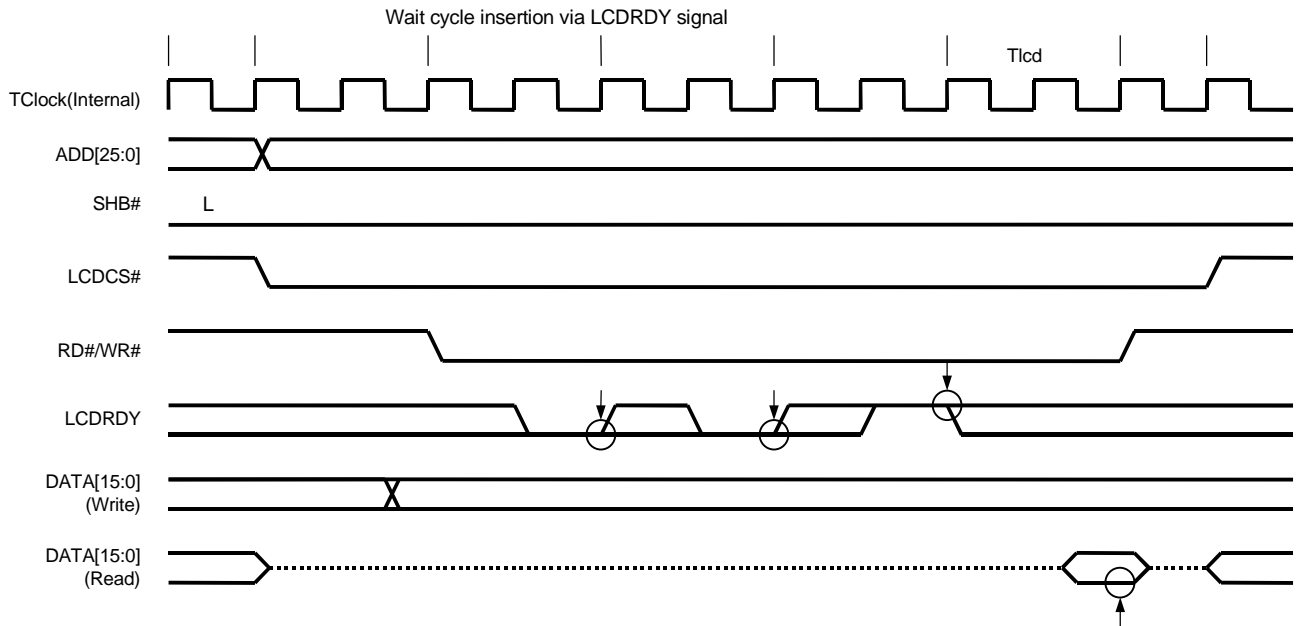 Wait cycle insertion via LCDRDY signal
Tlcd
TClock(Internal)
ADD[25:0]
SHB#
L
LCDCS#
RD#/WR#
LCDRDY
DATA[15:0]
(Write)
DATA[15:0]
(Read)